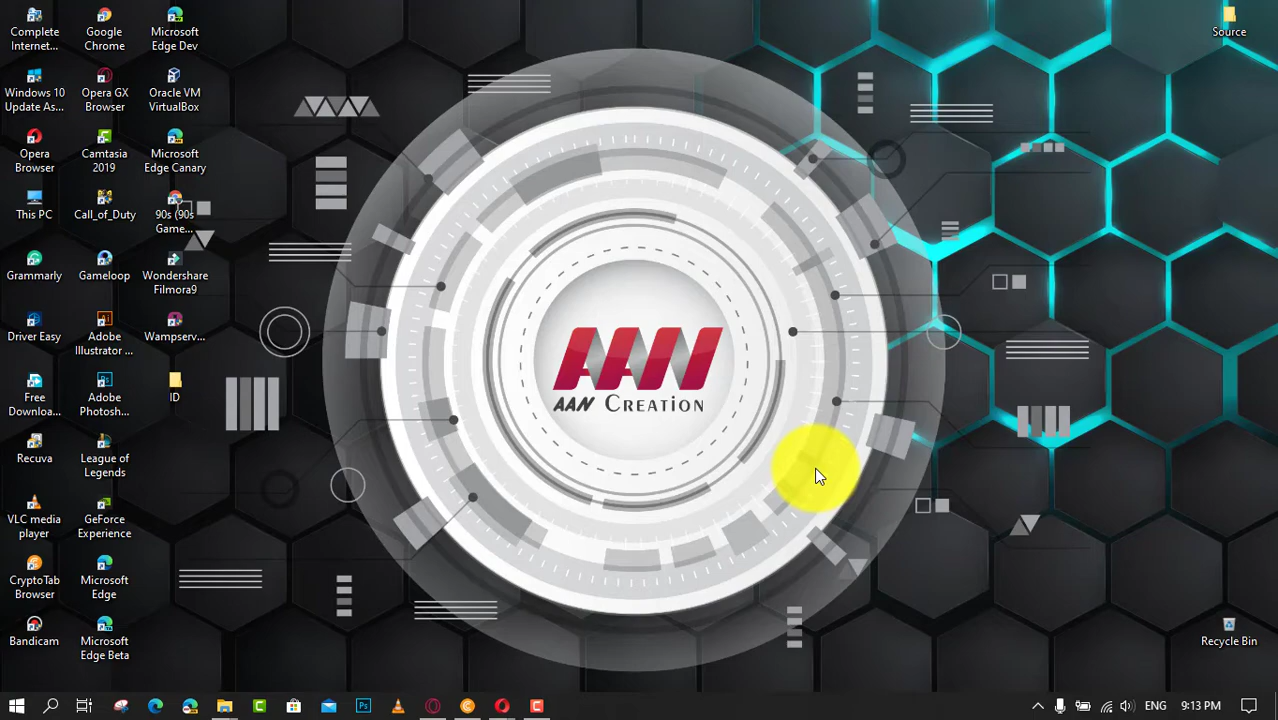 Complete
Internet...
Google
Chrome
Microsoft
Edge Dev
Source
Windows 10
Update As...
Opera GX
Browser
Oracle VM
VirtualBox
Opera
Browser
Camtasia
2019
Microsoft
Edge Canary
This PC
Call_of_Duty
90s (90s
Game...
Grammarly
Gameloop
Wondershare
Filmora9
Driver Easy
Adobe
Illustrator ...
Wampserv...
Free
Downloa...
Adobe
Photosh...
ID
AAN
AAN CREATION
Recuva
League of
Legends
VLC media
player
GeForce
Experience
CryptoTab
Browser
Microsoft
Edge
Bandicam
Microsoft
Edge Beta
Recycle Bin
Ps
ENG
9:13 PM